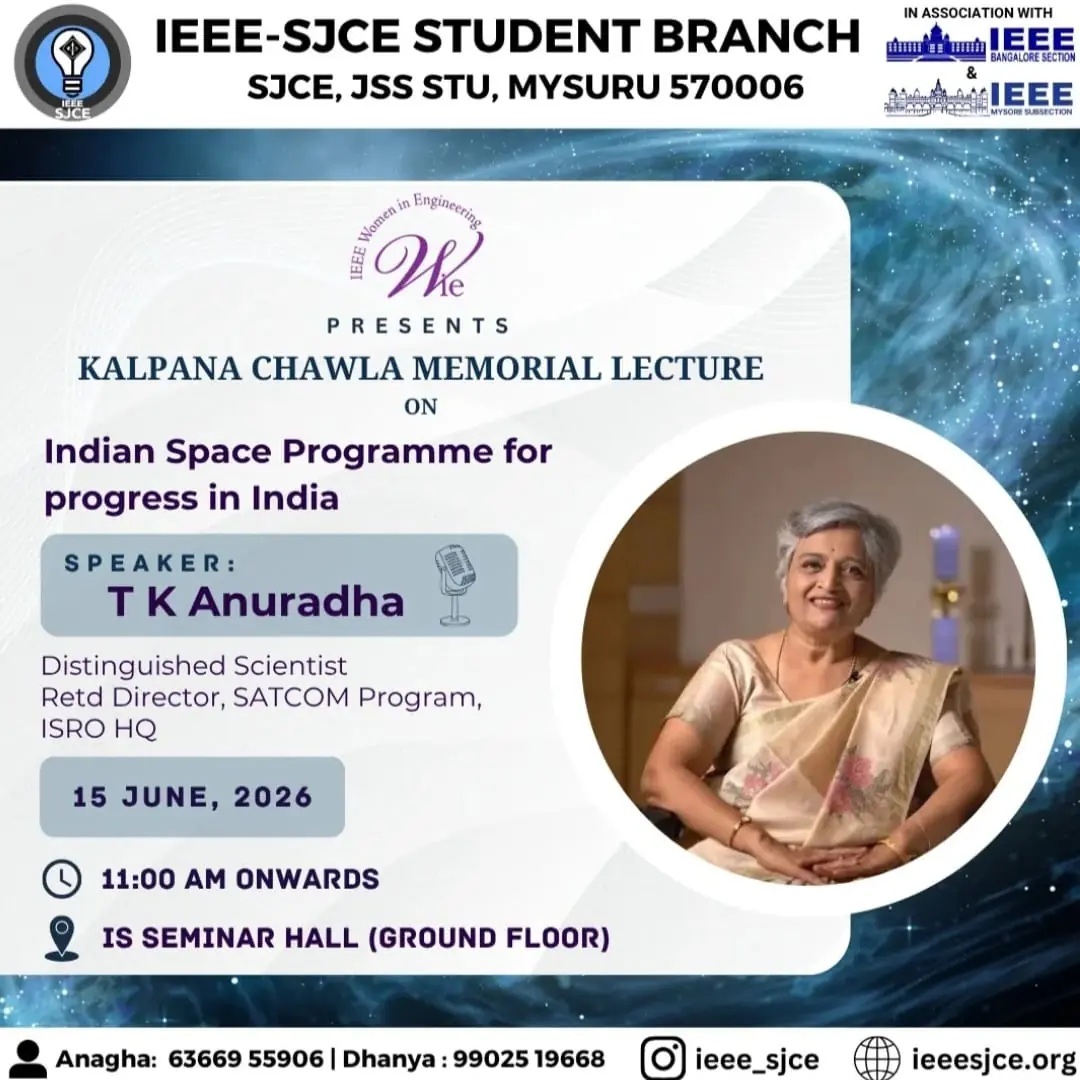 IEEE-SJCE STUDENT BRANCH
SJCE, JSS STU, MYSURU 570006
IEEE
SJCE
IN ASSOCIATION WITH
IEEE
BANGALORE SECTION
&
IEEE
MYSORE SUBSECTION
IEEE Women in Engineering
WIe
PRESENTS
KALPANA CHAWLA MEMORIAL LECTURE
ON
Indian Space Programme for
progress in India
SPEAKER:
T K Anuradha
Distinguished Scientist
Retd Director, SATCOM Program,
ISRO HQ
15 JUNE, 2026
11:00 AM ONWARDS
IS SEMINAR HALL (GROUND FLOOR)
Anagha: 63669 55906 | Dhanya : 99025 19668
ieee_sjce
ieeesjce.org